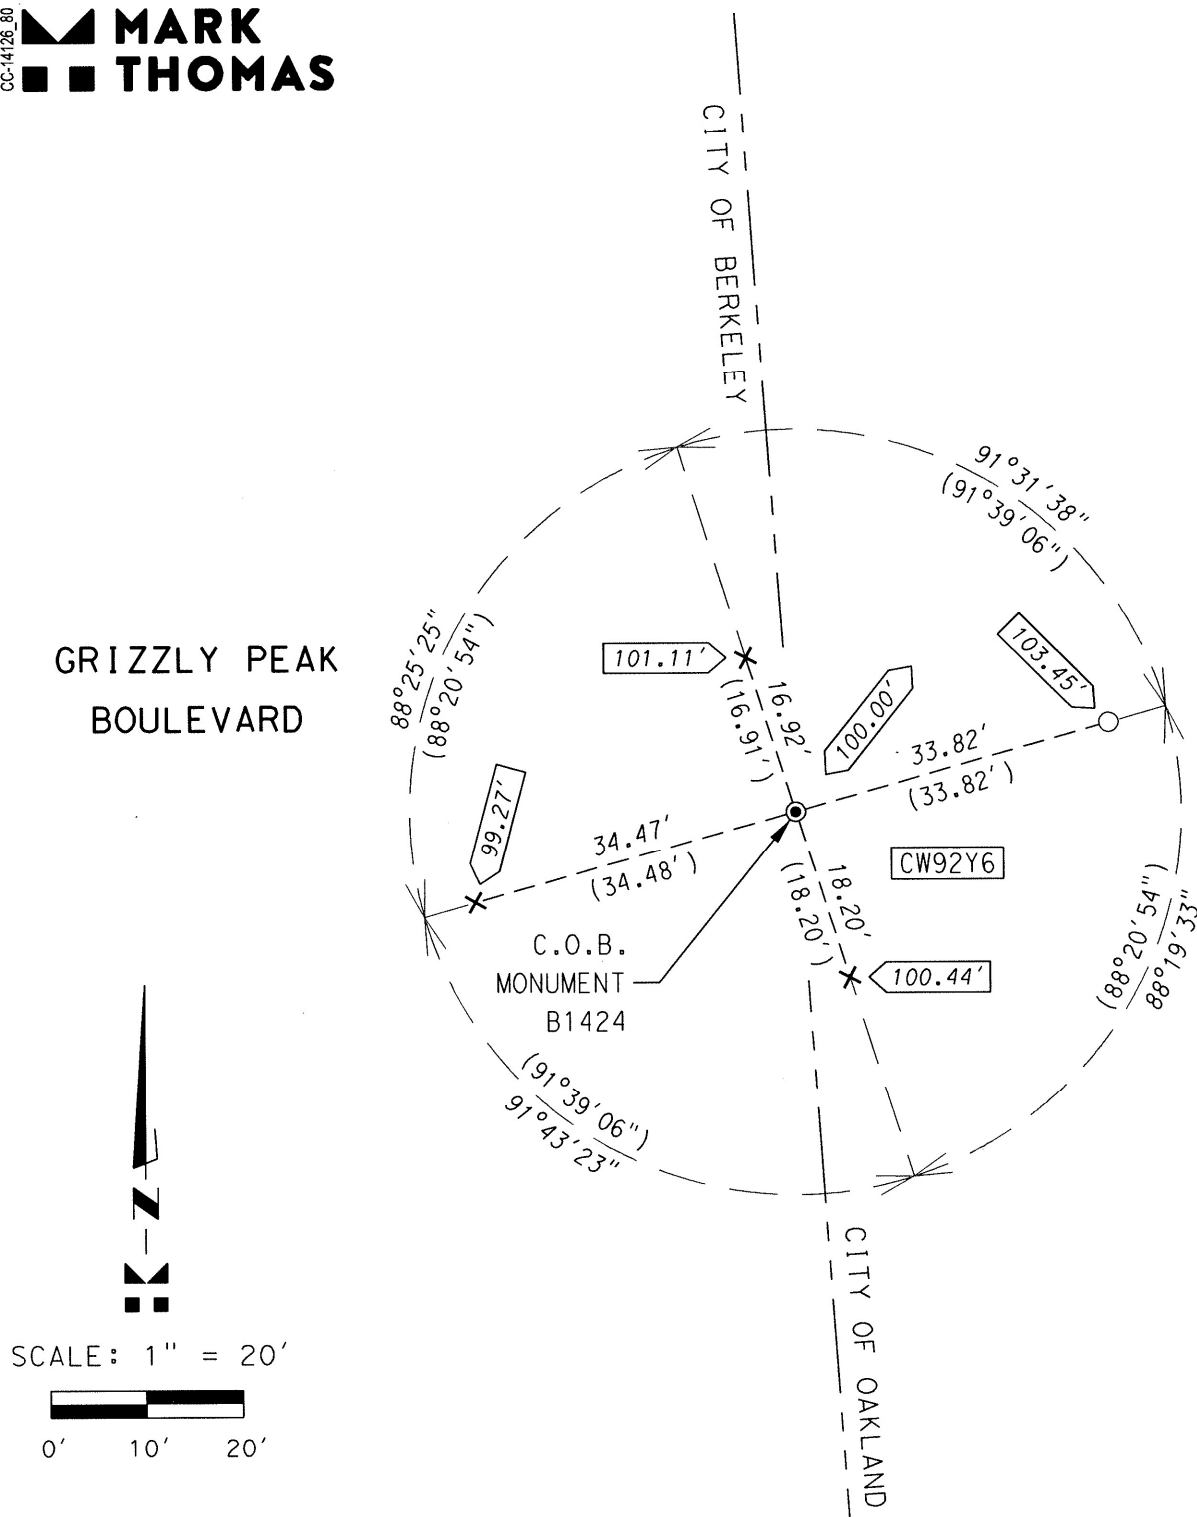 CC-14126_80
MARK
THOMAS
CITY OF BERKELEY
91°31'38"
(91°39'06")
88°25'25"
(88°20'54")
GRIZZLY PEAK
BOULEVARD
101.11'
103.45'
16.92'
(16.91')
100.00'
33.82'
(33.82')
99.27'
34.47'
(34.48')
CW92Y6
18.20'
(18.20')
C.O.B.
MONUMENT
B1424
100.44'
(88°20'54")
88°19'33"
(91°39'06")
91°43'23"
N
CITY OF OAKLAND
SCALE: 1" = 20'
0' 10' 20'